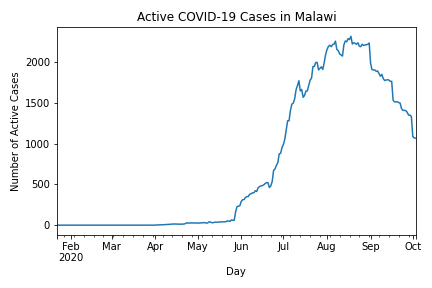 Active COVID-19 Cases in Malawi
Number of Active Cases
2000
1500
1000
500
0
Feb Mar Apr May Jun Jul Aug Sep Oct
2020
Day